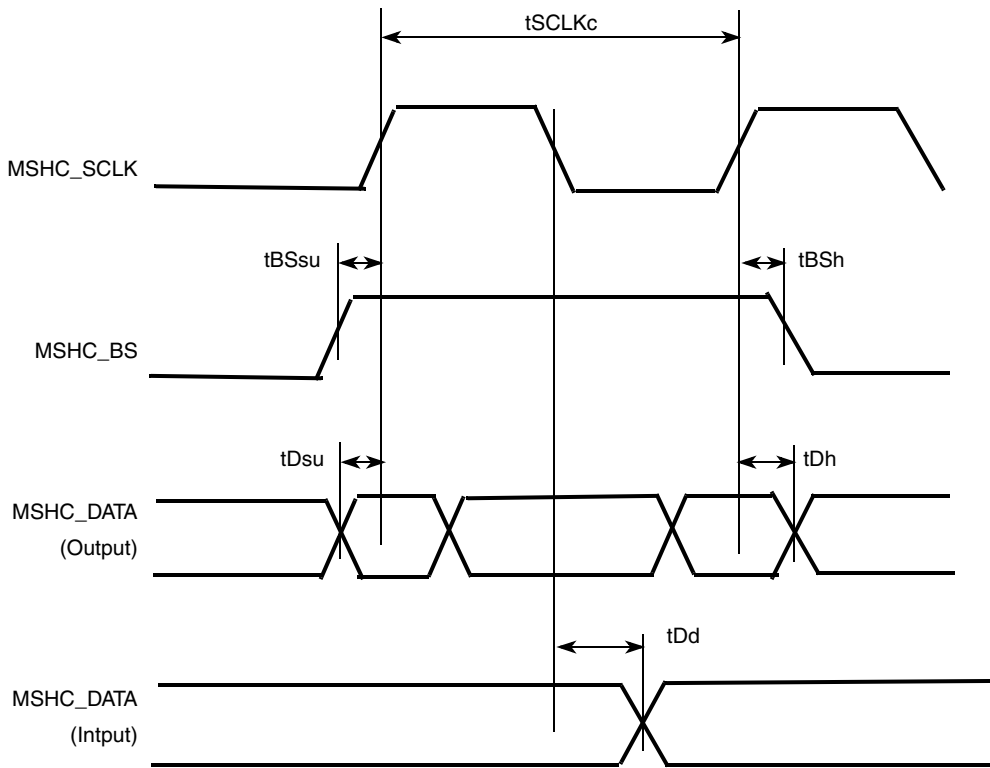 tSCLKc
MSHC_SCLK
tBSsu
tBSh
MSHC_BS
tDsu
tDh
MSHC_DATA
(Output)
tDd
MSHC_DATA
(Intput)